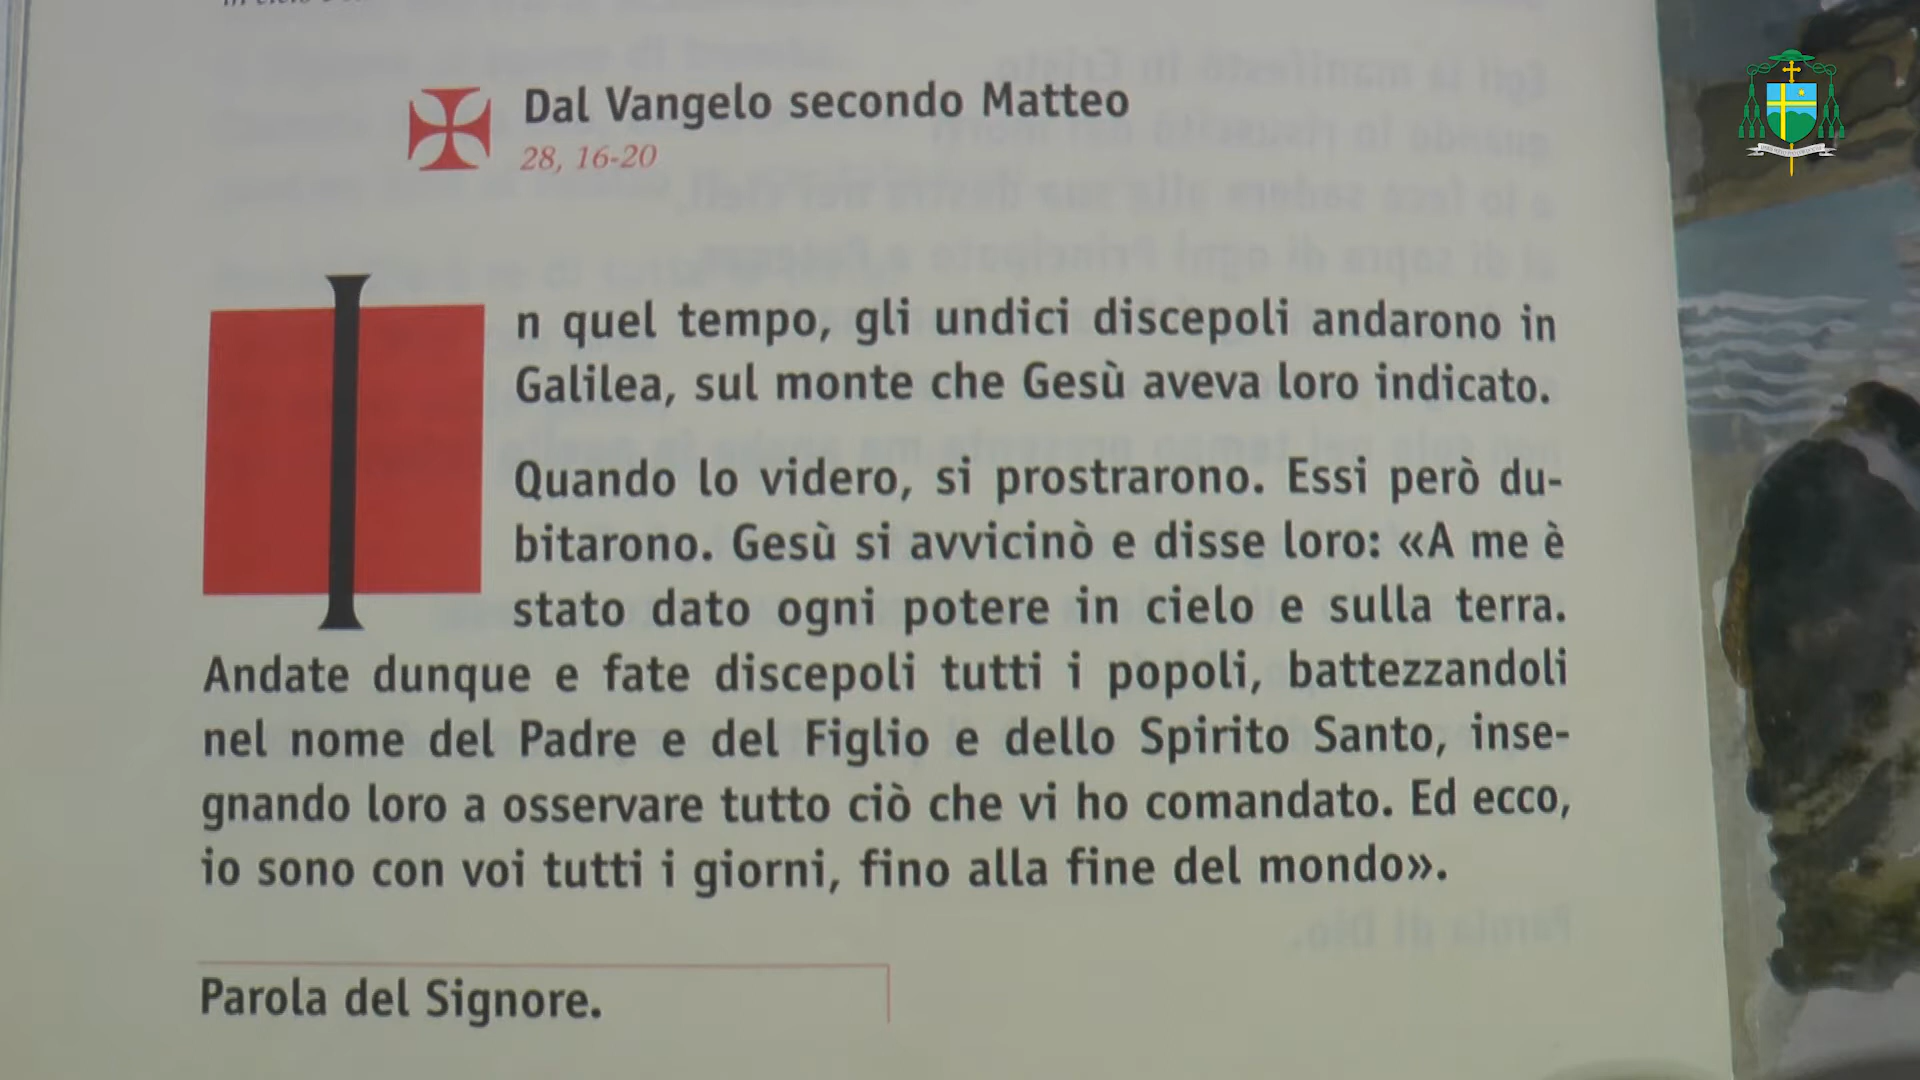 Dal Vangelo secondo Matteo
28, 16-20
In quel tempo, gli undici discepoli andarono in
Galilea, sul monte che Gesù aveva loro indicato.
Quando lo videro, si prostrarono. Essi però du-
bitarono. Gesù si avvicinò e disse loro: «A me è
stato dato ogni potere in cielo e sulla terra.
Andate dunque e fate discepoli tutti i popoli, battezzandoli
nel nome del Padre e del Figlio e dello Spirito Santo, inse-
gnando loro a osservare tutto ciò che vi ho comandato. Ed ecco,
io sono con voi tutti i giorni, fino alla fine del mondo».
Parola del Signore.